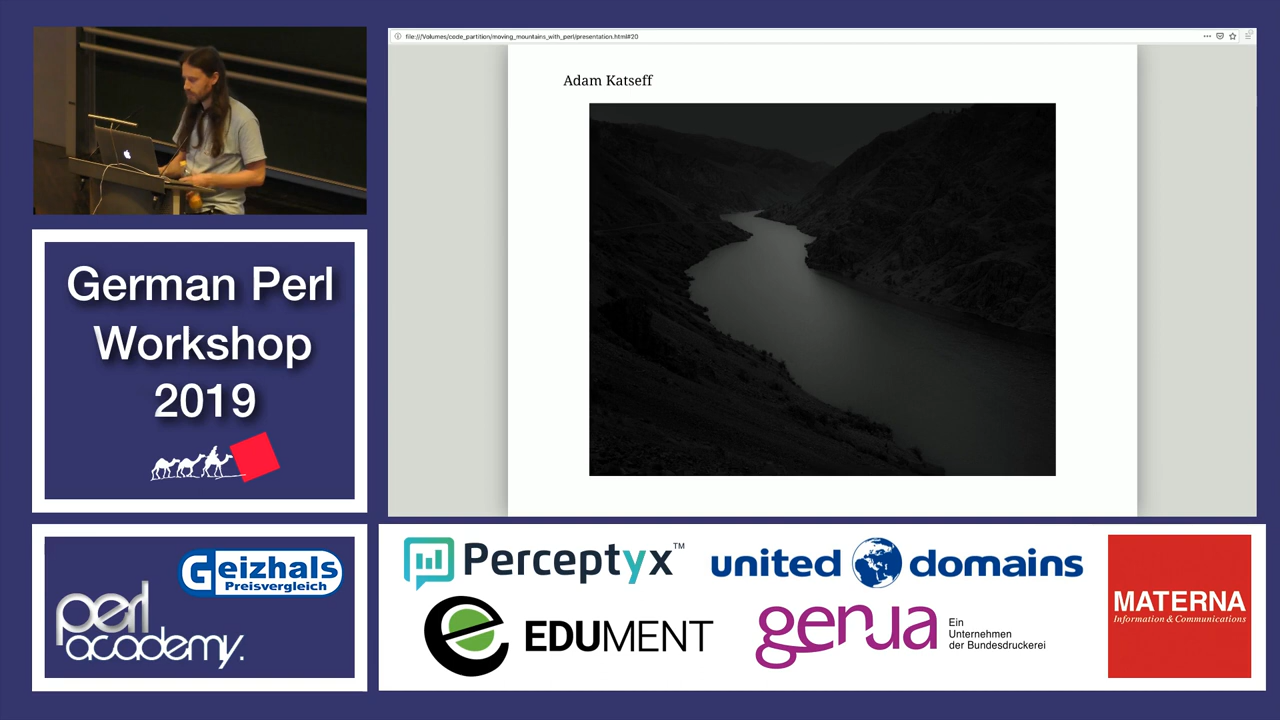 file:///Volumes/code_partition/moving_mountains_with_perl/presentation.html#20
Adam Katseff
German Perl
Workshop
2019
Geizhals
Preisvergleich
perl
academy.
Perceptyx™
united domains
EDUMENT
genua
Ein
Unternehmen
der Bundesdruckerei
MATERNA
Information & Communications